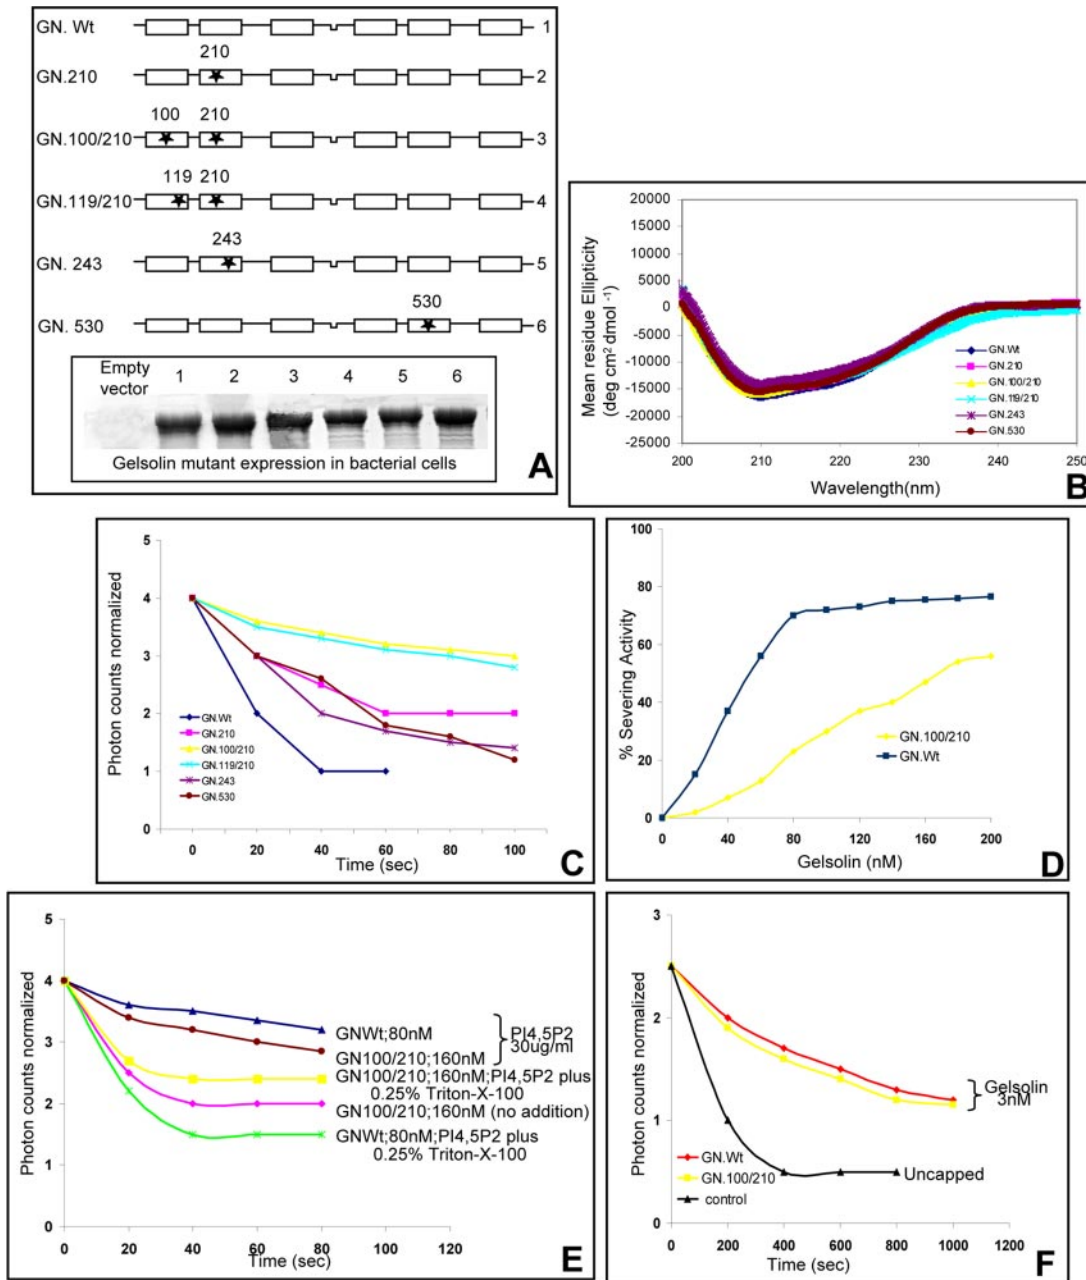 GN. Wt
1
210
GN.210
2
100 210
GN.100/210
3
119 210
GN.119/210
4
243
GN. 243
5
530
GN. 530
6
Empty
vector
1 2 3 4 5 6
Gelsolin mutant expression in bacterial cells
A
Mean residue Ellipticity
(deg cm² dmol ⁻¹)
20000
15000
10000
5000
0
-5000
-10000
-15000
-20000
-25000
200 210 220 230 240 250
Wavelength(nm)
GN.Wt
GN.210
GN.100/210
GN.119/210
GN.243
GN.530
B
Photon counts normalized
5
4
3
2
1
0
0 20 40 60 80 100
Time (sec)
GN.Wt
GN.210
GN.100/210
GN.119/210
GN.243
GN.530
C
% Severing Activity
100
80
60
40
20
0
0 40 80 120 160 200
Gelsolin (nM)
GN.100/210
GN.Wt
D
Photon counts normalized
5
4
3
2
1
0
0 20 40 60 80 100 120
Time (sec)
GNWt;80nM
GN100/210;160nM
PI4,5P2
30ug/ml
GN100/210;160nM;PI4,5P2 plus
0.25% Triton-X-100
GN100/210;160nM (no addition)
GNWt;80nM;PI4,5P2 plus
0.25% Triton-X-100
E
Photon counts normalized
3
2
1
0
0 200 400 600 800 1000 1200
Time (sec)
GN.Wt
GN.100/210
control
Gelsolin
3nM
Uncapped
F